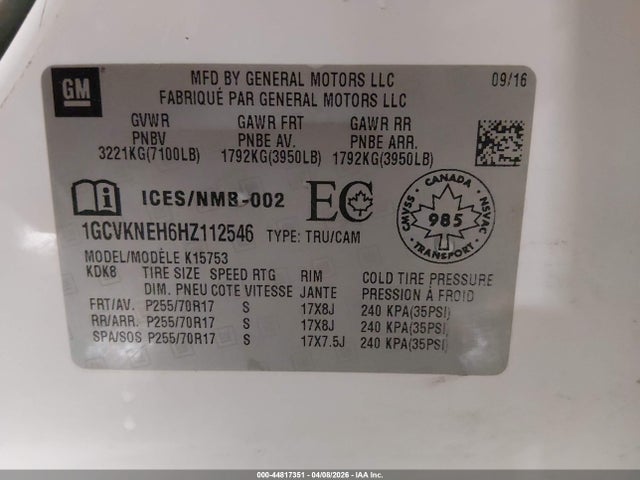 GM
MFD BY GENERAL MOTORS LLC 09/16
FABRIQUÉ PAR GENERAL MOTORS LLC
GVWR GAWR FRT GAWR RR
PNBV PNBE AV. PNBE ARR.
3221KG(7100LB) 1792KG(3950LB) 1792KG(3950LB)
ICES/NMB-002 EC
CANADA
CMVSS 985 NSVAC
TRANSPORT
1GCVKNEH6HZ112546 TYPE: TRU/CAM
MODEL/MODÈLE K15753
KDK8 TIRE SIZE SPEED RTG RIM COLD TIRE PRESSURE
DIM. PNEU COTE VITESSE JANTE PRESSION À FROID
FRT/AV. P255/70R17 S 17X8J 240 KPA(35PSI)
RR/ARR. P255/70R17 S 17X8J 240 KPA(35PSI)
SPA/SOS P255/70R17 S 17X7.5J 240 KPA(35PSI)
000-44817351 - 04/08/2026 - IAA Inc.